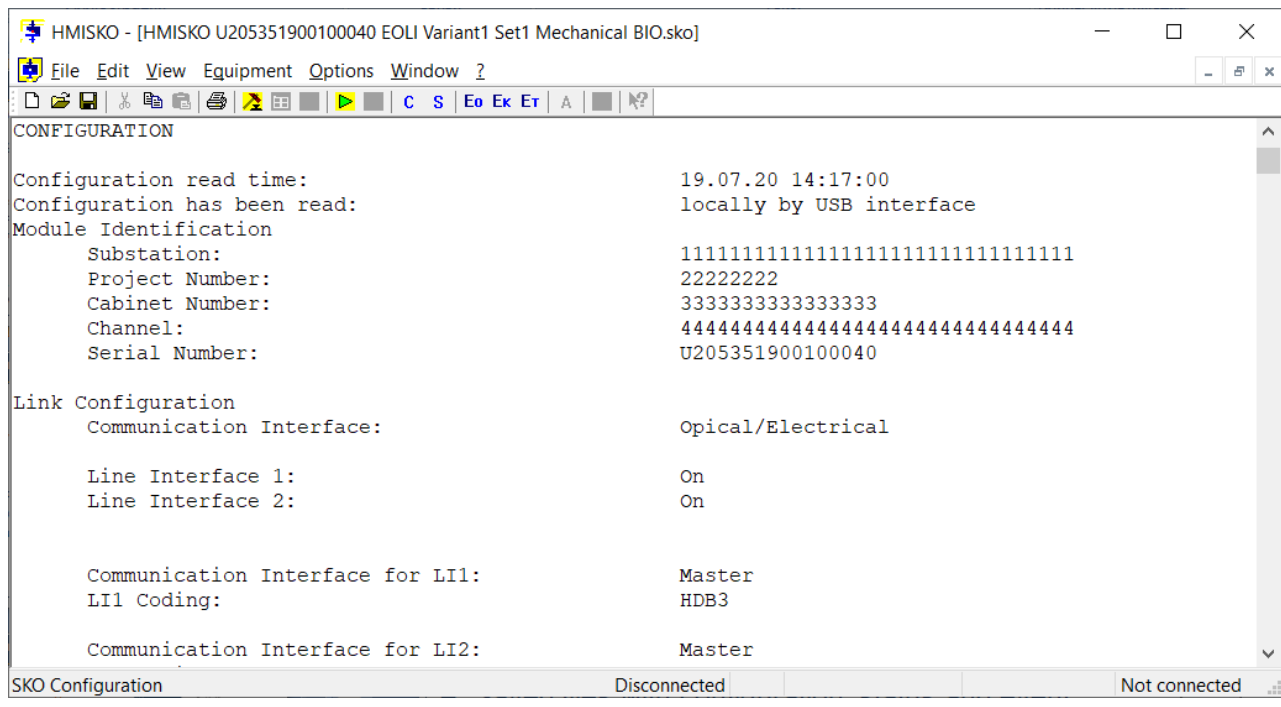 HMISKO - [HMISKO U205351900100040 EOLI Variant1 Set1 Mechanical BIO.sko]
File Edit View Equipment Options Window ?
C S Eo Eк Eт A
CONFIGURATION
Configuration read time: 19.07.20 14:17:00
Configuration has been read: locally by USB interface
Module Identification
Substation: 11111111111111111111111111111111
Project Number: 22222222
Cabinet Number: 3333333333333333
Channel: 44444444444444444444444444444444
Serial Number: U205351900100040
Link Configuration
Communication Interface: Opical/Electrical
Line Interface 1: On
Line Interface 2: On
Communication Interface for LI1: Master
LI1 Coding: HDB3
Communication Interface for LI2: Master
SKO Configuration Disconnected Not connected